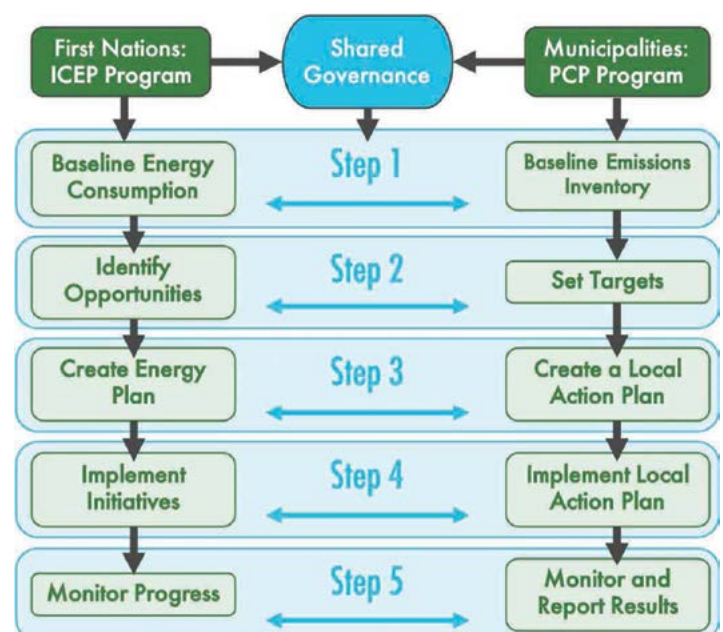 First Nations:
ICEP Program
Shared
Governance
Municipalities:
PCP Program
Baseline Energy
Consumption
Step 1
Baseline Emissions
Inventory
Identify
Opportunities
Step 2
Set Targets
Create Energy
Plan
Step 3
Create a Local
Action Plan
Implement
Initiatives
Step 4
Implement Local
Action Plan
Monitor Progress
Step 5
Monitor and
Report Results